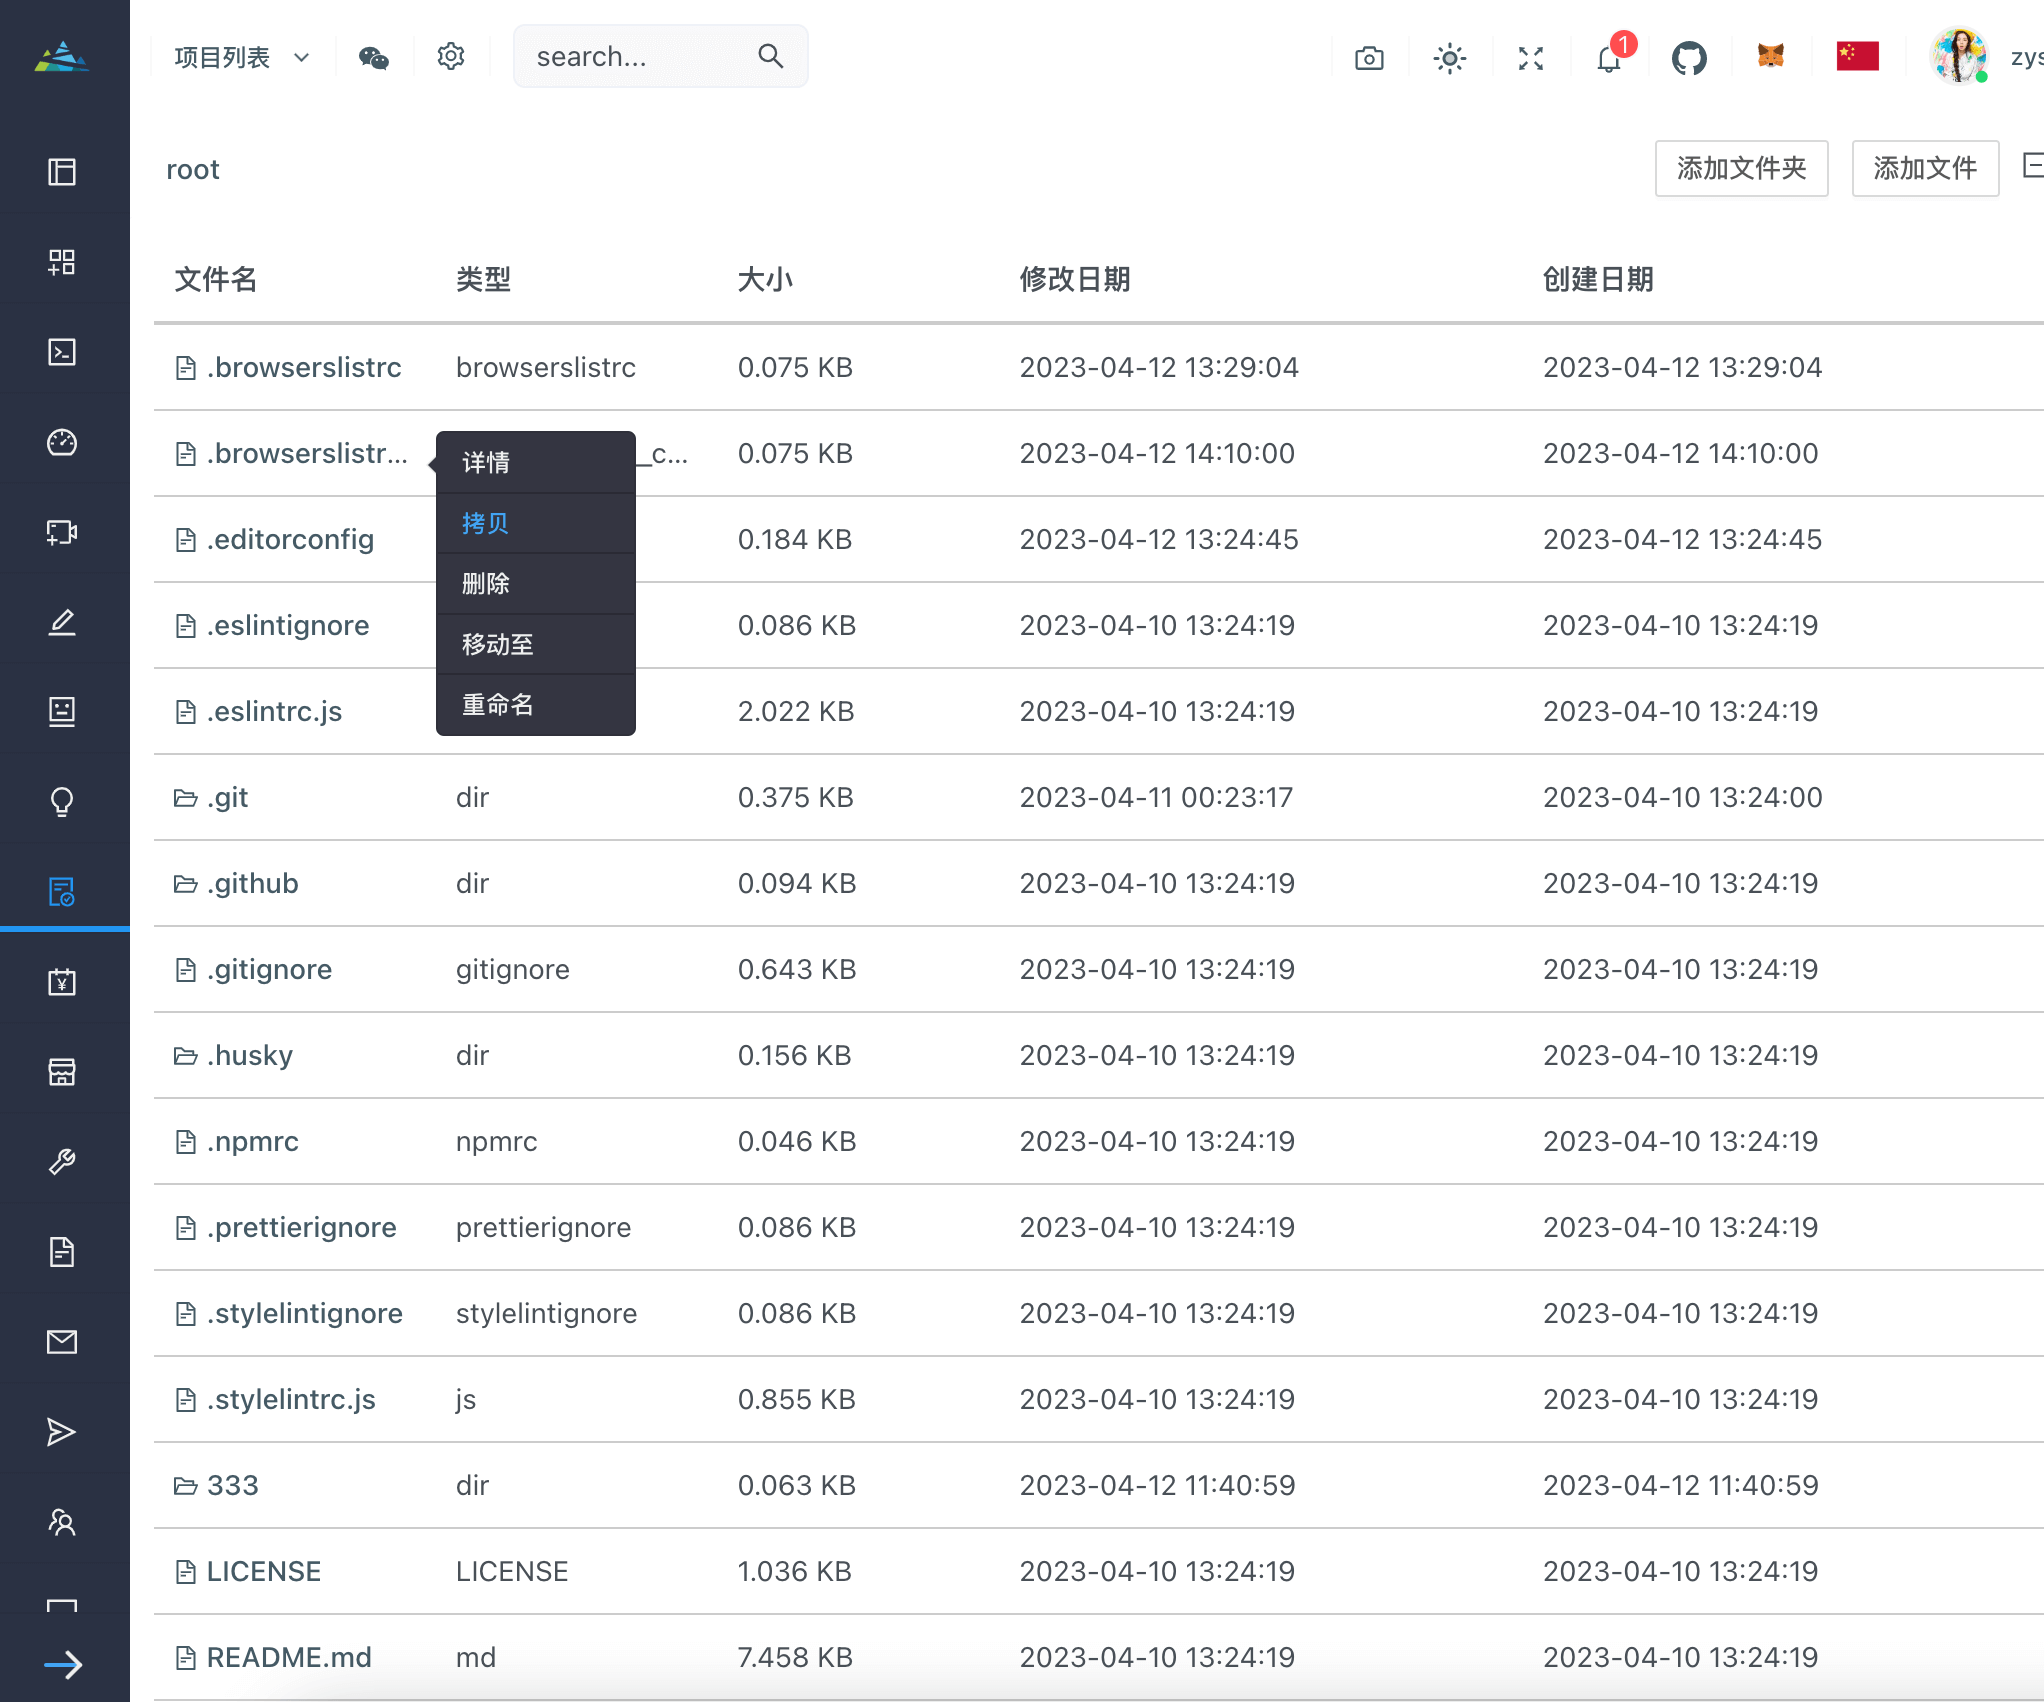 项目列表
search...
1
zys
root
添加文件夹
添加文件
文件名 类型 大小 修改日期 创建日期
.browserslistrc browserslistrc 0.075 KB 2023-04-12 13:29:04 2023-04-12 13:29:04
.browserslistr... _c... 0.075 KB 2023-04-12 14:10:00 2023-04-12 14:10:00
详情
拷贝
删除
移动至
重命名
.editorconfig 0.184 KB 2023-04-12 13:24:45 2023-04-12 13:24:45
.eslintignore 0.086 KB 2023-04-10 13:24:19 2023-04-10 13:24:19
.eslintrc.js 2.022 KB 2023-04-10 13:24:19 2023-04-10 13:24:19
.git dir 0.375 KB 2023-04-11 00:23:17 2023-04-10 13:24:00
.github dir 0.094 KB 2023-04-10 13:24:19 2023-04-10 13:24:19
.gitignore gitignore 0.643 KB 2023-04-10 13:24:19 2023-04-10 13:24:19
.husky dir 0.156 KB 2023-04-10 13:24:19 2023-04-10 13:24:19
.npmrc npmrc 0.046 KB 2023-04-10 13:24:19 2023-04-10 13:24:19
.prettierignore prettierignore 0.086 KB 2023-04-10 13:24:19 2023-04-10 13:24:19
.stylelintignore stylelintignore 0.086 KB 2023-04-10 13:24:19 2023-04-10 13:24:19
.stylelintrc.js js 0.855 KB 2023-04-10 13:24:19 2023-04-10 13:24:19
333 dir 0.063 KB 2023-04-12 11:40:59 2023-04-12 11:40:59
LICENSE LICENSE 1.036 KB 2023-04-10 13:24:19 2023-04-10 13:24:19
README.md md 7.458 KB 2023-04-10 13:24:19 2023-04-10 13:24:19